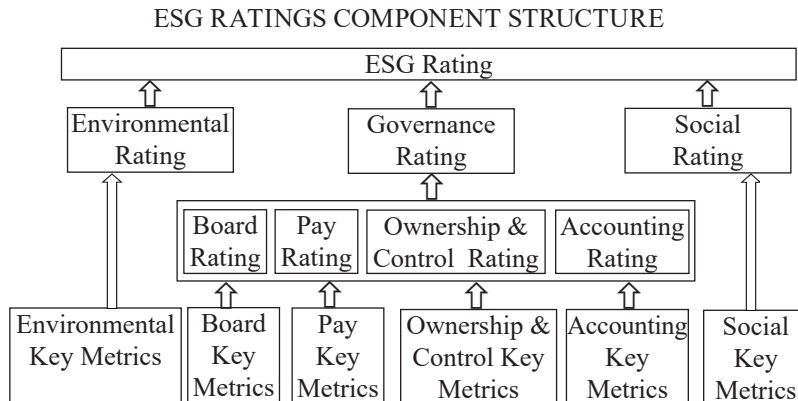 ESG RATINGS COMPONENT STRUCTURE
ESG Rating
Environmental
Rating
Governance
Rating
Social
Rating
Board
Rating
Pay
Rating
Ownership &
Control Rating
Accounting
Rating
Environmental
Key Metrics
Board
Key
Metrics
Pay
Key
Metrics
Ownership &
Control Key
Metrics
Accounting
Key
Metrics
Social
Key
Metrics